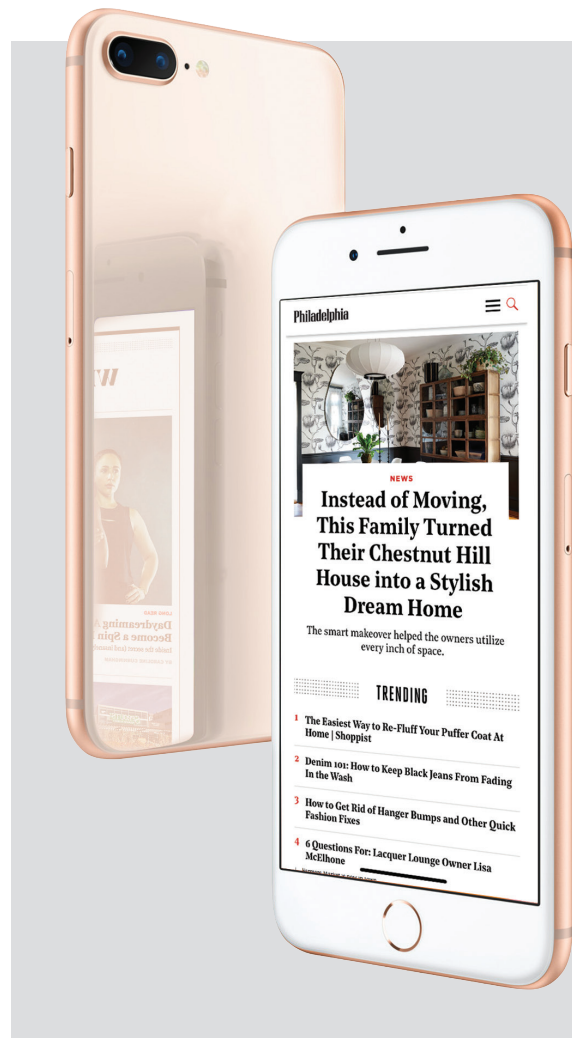 Philadelphia
NEWS
Instead of Moving,
This Family Turned
Their Chestnut Hill
House into a Stylish
Dream Home
The smart makeover helped the owners utilize
every inch of space.
TRENDING
1 The Easiest Way to Re-Fluff Your Puffer Coat At
Home | Shoppist
2 Denim 101: How to Keep Black Jeans From Fading
In the Wash
3 How to Get Rid of Hanger Bumps and Other Quick
Fashion Fixes
4 6 Questions For: Lacquer Lounge Owner Lisa
McElhone
LONG READ
Daydreaming A
Become a Spin